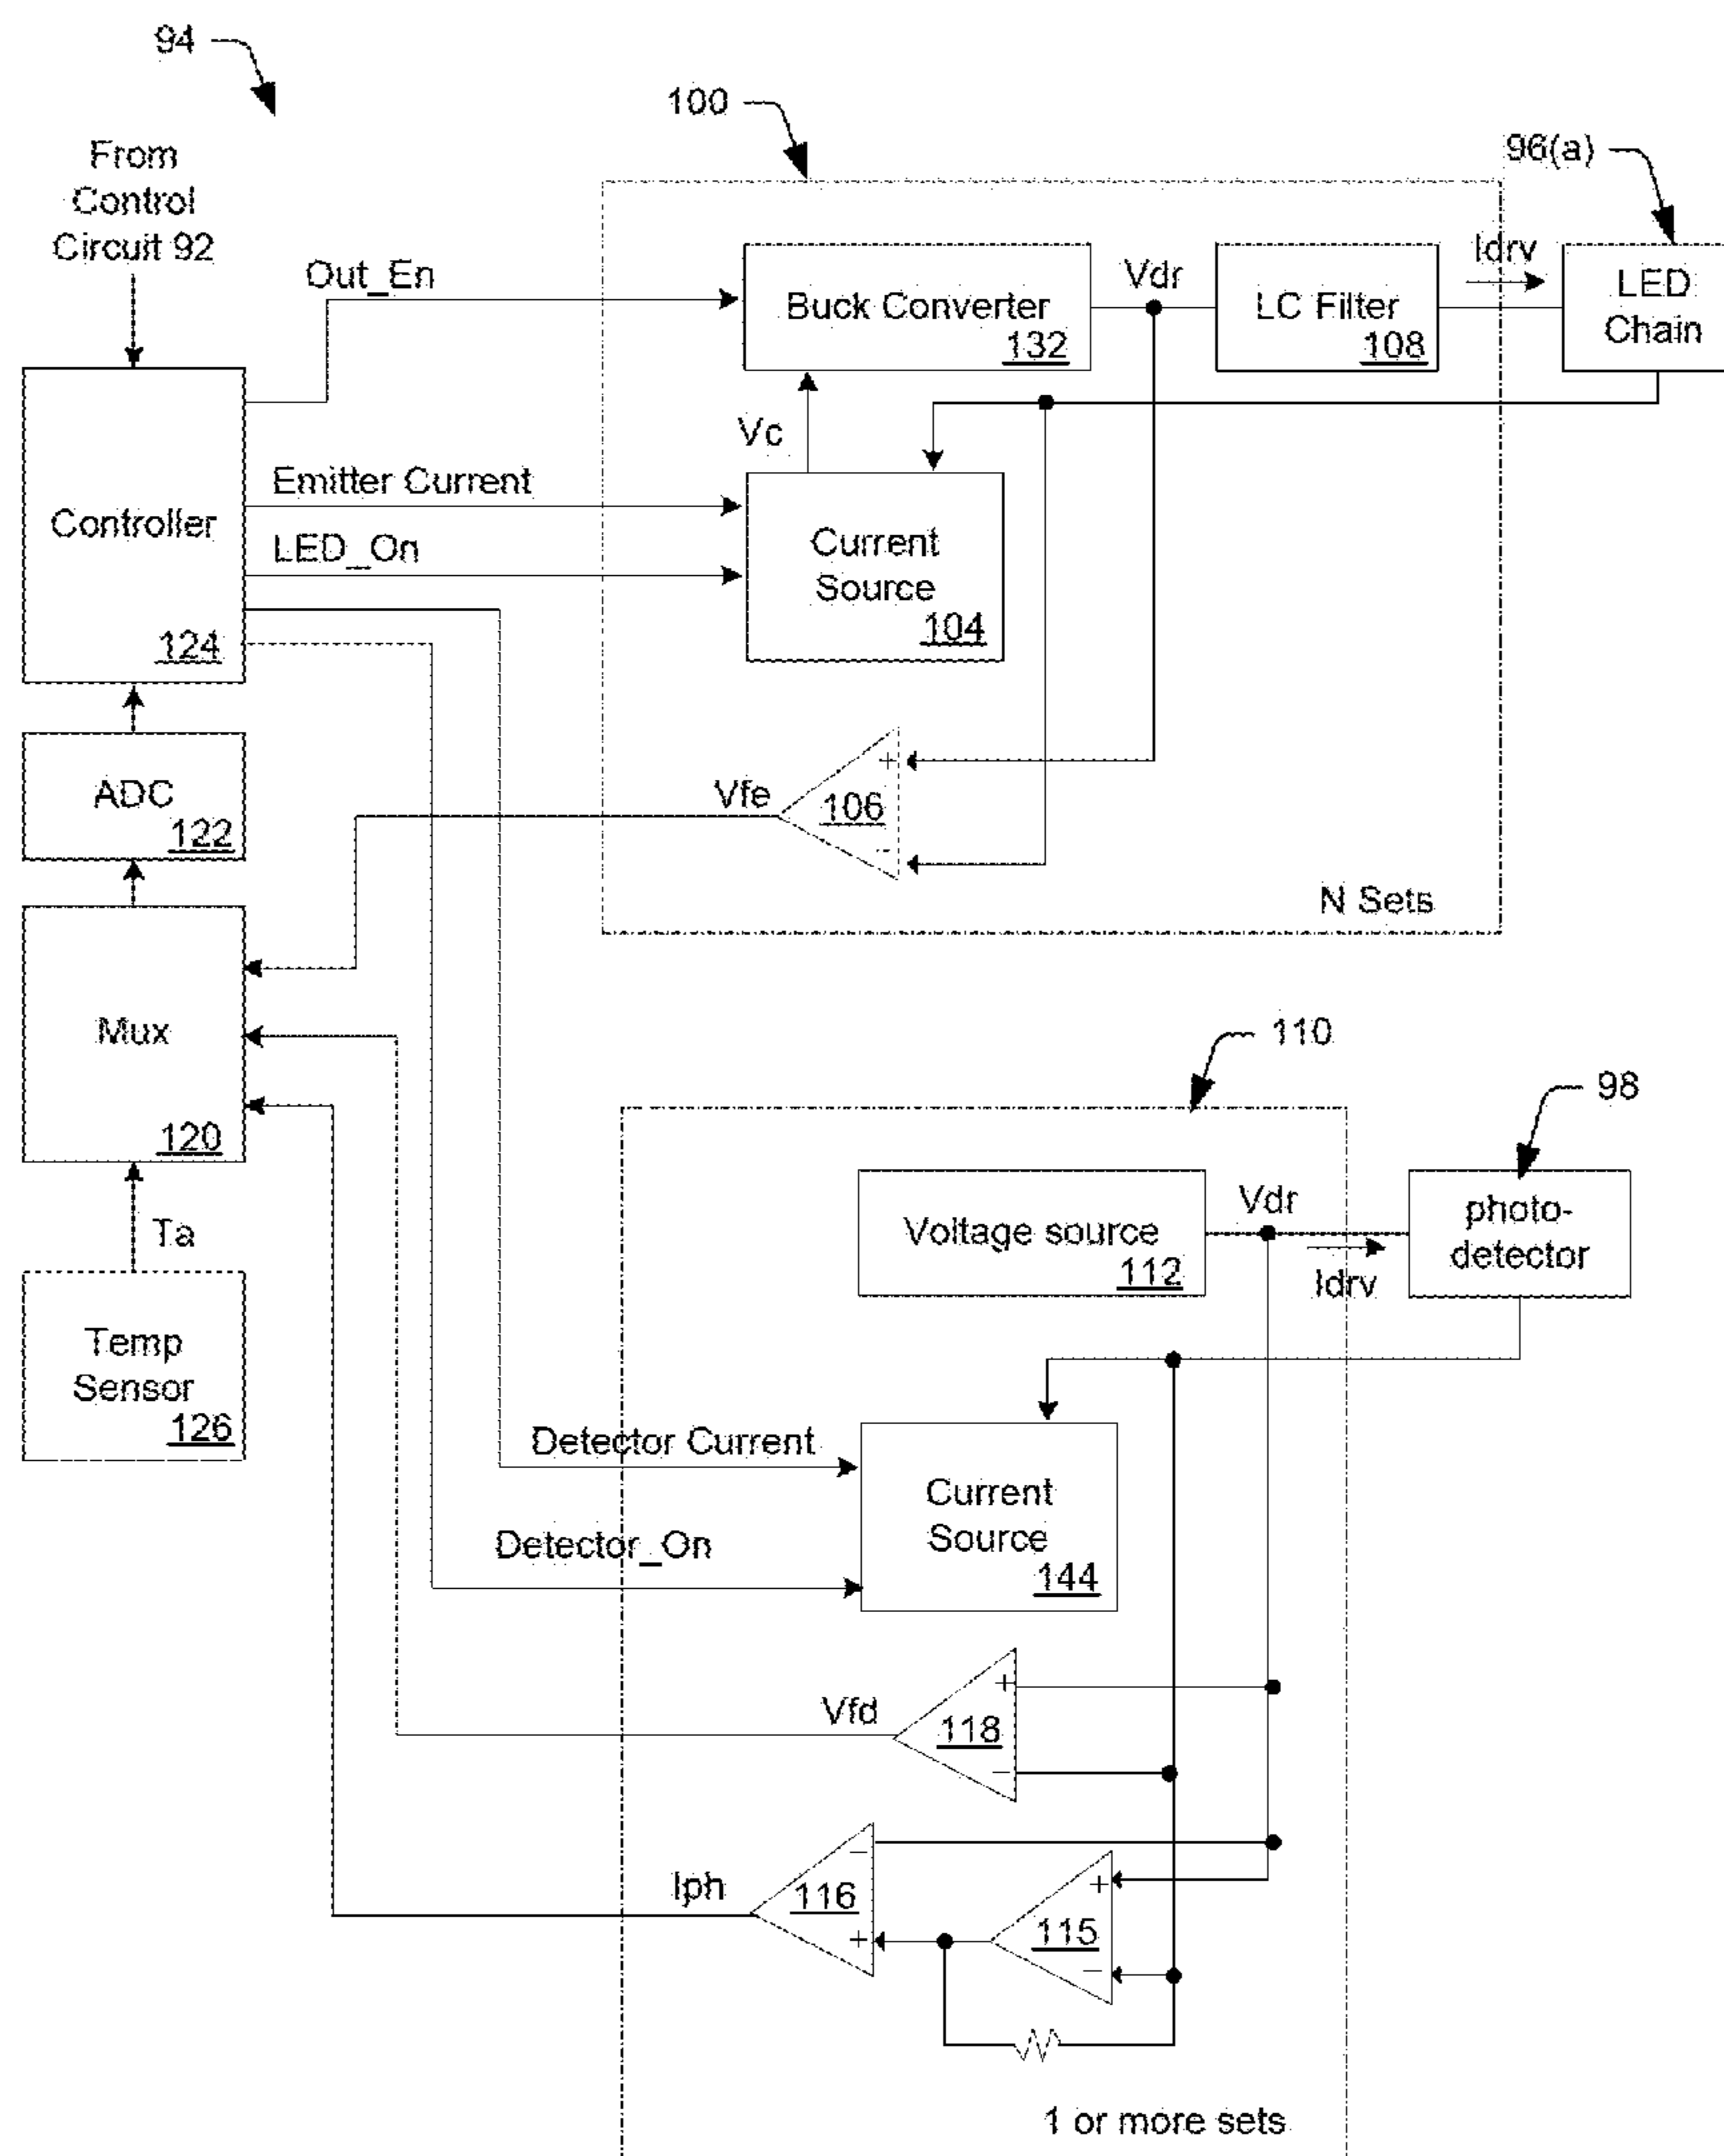 94
100
96(a)
From
Control
Circuit 92
Out_En
Buck Converter
132
Vdr
LC Filter
108
Idrv
LED
Chain
Vc
Emitter Current
LED_On
Controller
124
Current
Source
104
ADC
122
Vfe
+
106
-
N Sets
Mux
120
110
98
Ta
Voltage source
112
Vdr
Idrv
photo-
detector
Temp
Sensor
126
Detector Current
Detector_On
Current
Source
144
Vfd
+
118
–
Iph
–
116
+
+
115
–
1 or more sets